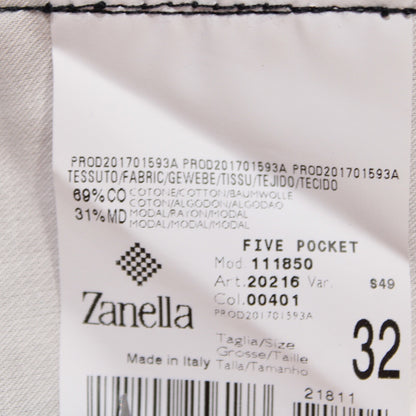 PROD201701593A PROD201701593A PROD201701593A
TESSUTO/FABRIC/GEWEBE/TISSU/TEJIDO/TECIDO
69%CO COTONE/COTTON/BAUMWOLLE
COTON/ALGODON/ALGODAO
31%MD MODAL/RAYON/MODAL
MODAL/MODAL/MODAL
FIVE POCKET
Mod. 111850
Art. 20216 Var. S49
Col. 00401
PROD201701593A
Zanella
Made in Italy
Taglia/Size
Grosse/Taille
Talla/Tamanho
32
21811